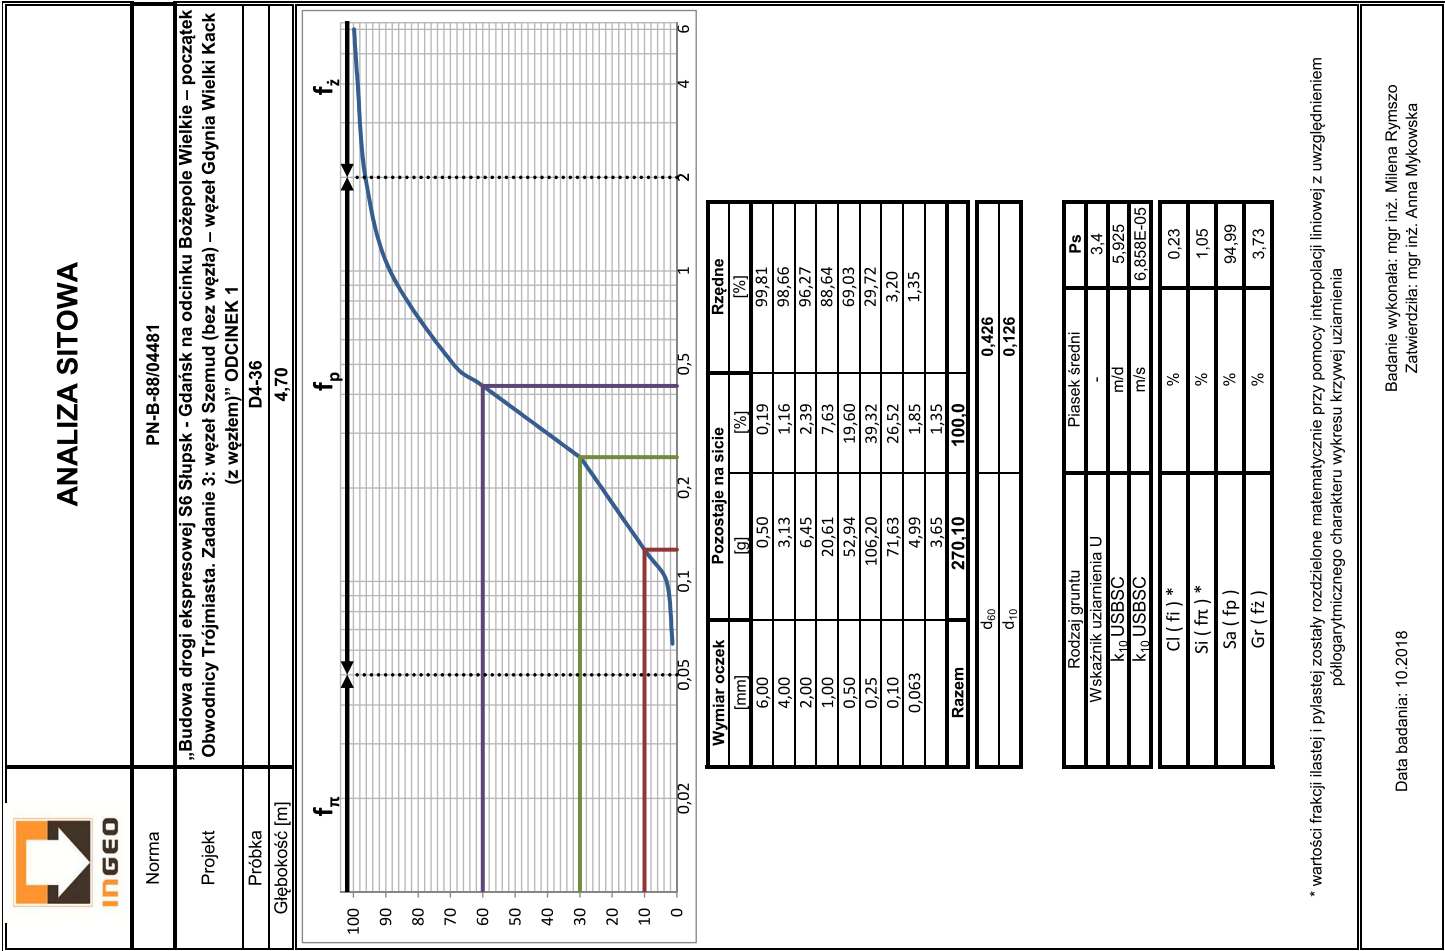 INGEO
ANALIZA SITOWA
Norma PN-B-88/04481
Projekt „Budowa drogi ekspresowej S6 Słupsk - Gdańsk na odcinku Bożepole Wielkie – początek
Obwodnicy Trójmiasta. Zadanie 3: węzeł Szemud (bez węzła) – węzeł Gdynia Wielki Kack
(z węzłem)” ODCINEK 1
Próbka D4-36
Głębokość [m] 4,70
fπ fp fż
100
90
80
70
60
50
40
30
20
10
0
0,02 0,05 0,1 0,2 0,5 1 2 4 6
Wymiar oczek Pozostaje na sicie Rzędne
[mm] [g] [%] [%]
6,00 0,50 0,19 99,81
4,00 3,13 1,16 98,66
2,00 6,45 2,39 96,27
1,00 20,61 7,63 88,64
0,50 52,94 19,60 69,03
0,25 106,20 39,32 29,72
0,10 71,63 26,52 3,20
0,063 4,99 1,85 1,35
3,65 1,35
Razem 270,10 100,0
d60 0,426
d10 0,126
Rodzaj gruntu Piasek średni Ps
Wskaźnik uziarnienia U - 3,4
k10 USBSC m/d 5,925
k10 USBSC m/s 6,858E-05
Cl ( fi ) * % 0,23
Si ( fπ ) * % 1,05
Sa ( fp ) % 94,99
Gr ( fż ) % 3,73
* wartości frakcji ilastej i pylastej zostały rozdzielone matematycznie przy pomocy interpolacji liniowej z uwzględnieniem
półlogarytmicznego charakteru wykresu krzywej uziarnienia
Data badania: 10.2018
Badanie wykonała: mgr inż. Milena Rymszo
Zatwierdziła: mgr inż. Anna Mykowska